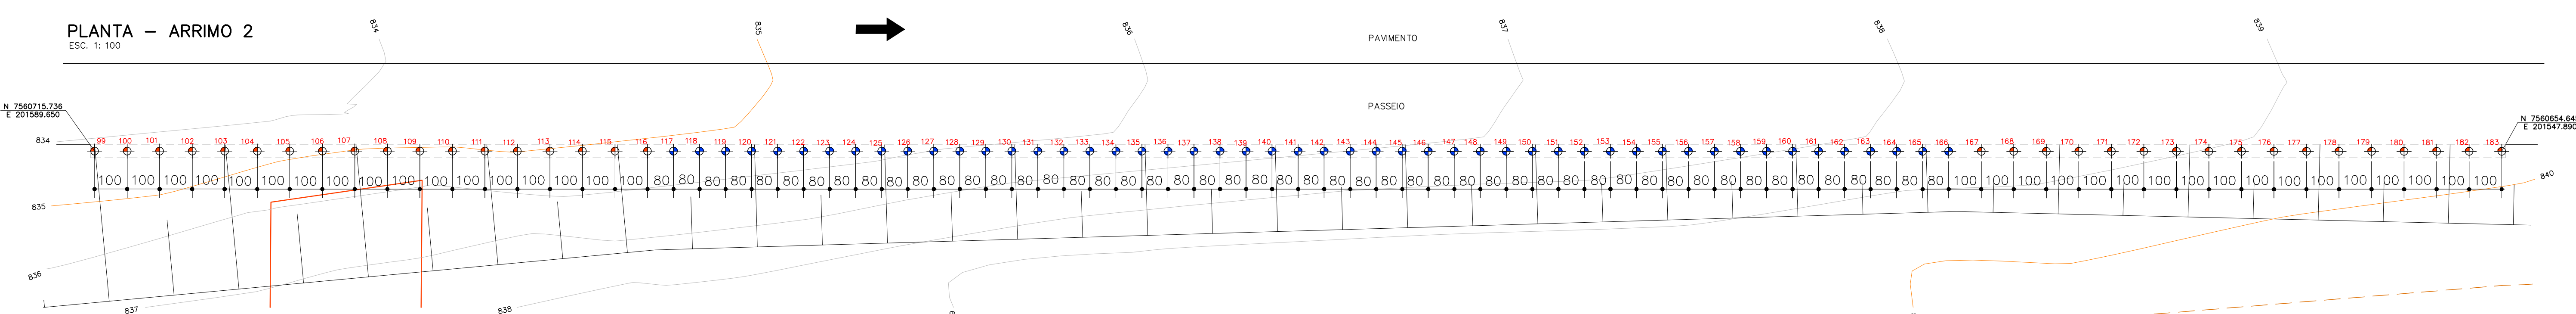 PLANTA – ARRIMO 2
ESC. 1: 100
834 835 836 837 838 839
PAVIMENTO
PASSEIO
N 7560715.736
E 201589.650
N 7560654.645
E 201547.890
834
99 100 101 102 103 104 105 106 107 108 109 110 111 112 113 114 115 116 117 118 119 120 121 122 123 124 125 126 127 128 129 130 131 132 133 134 135 136 137 138 139 140 141 142 143 144 145 146 147 148 149 150 151 152 153 154 155 156 157 158 159 160 161 162 163 164 165 166 167 168 169 170 171 172 173 174 175 176 177 178 179 180 181 182 183
100 100 100 100 100 100 100 100 100 100 100 100 100 100 100 100 100 80 80 80 80 80 80 80 80 80 80 80 80 80 80 80 80 80 80 80 80 80 80 80 80 80 80 80 80 80 80 80 80 80 80 80 80 80 80 80 80 80 80 80 80 80 80 80 80 80 80 100 100 100 100 100 100 100 100 100 100 100 100 100 100 100 100 100
840
835
836
837
838